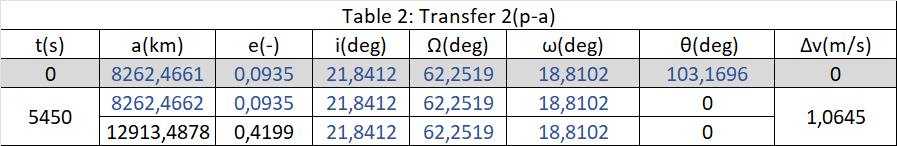 Table 2: Transfer 2(p-a)
t(s) a(km) e(-) i(deg) Ω(deg) ω(deg) θ(deg) Δv(m/s)
0 8262,4661 0,0935 21,8412 62,2519 18,8102 103,1696 0
5450 8262,4662 0,0935 21,8412 62,2519 18,8102 0 1,0645
12913,4878 0,4199 21,8412 62,2519 18,8102 0